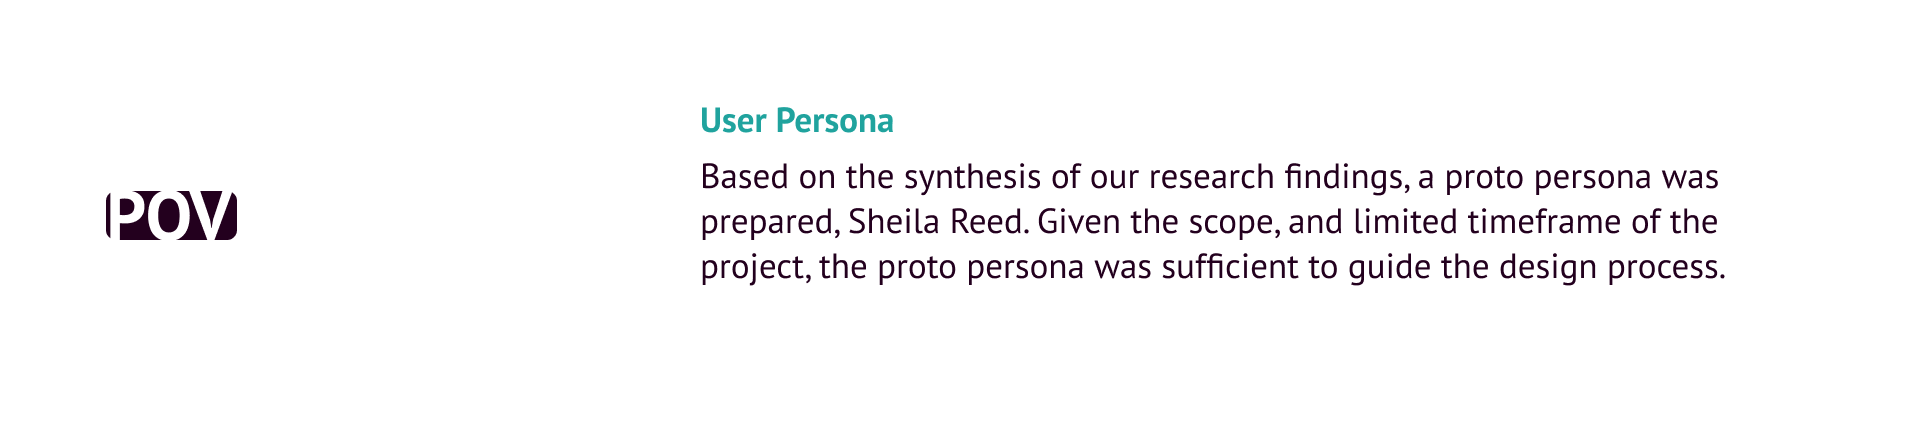 POV
User Persona
Based on the synthesis of our research findings, a proto persona was
prepared, Sheila Reed. Given the scope, and limited timeframe of the
project, the proto persona was sufficient to guide the design process.